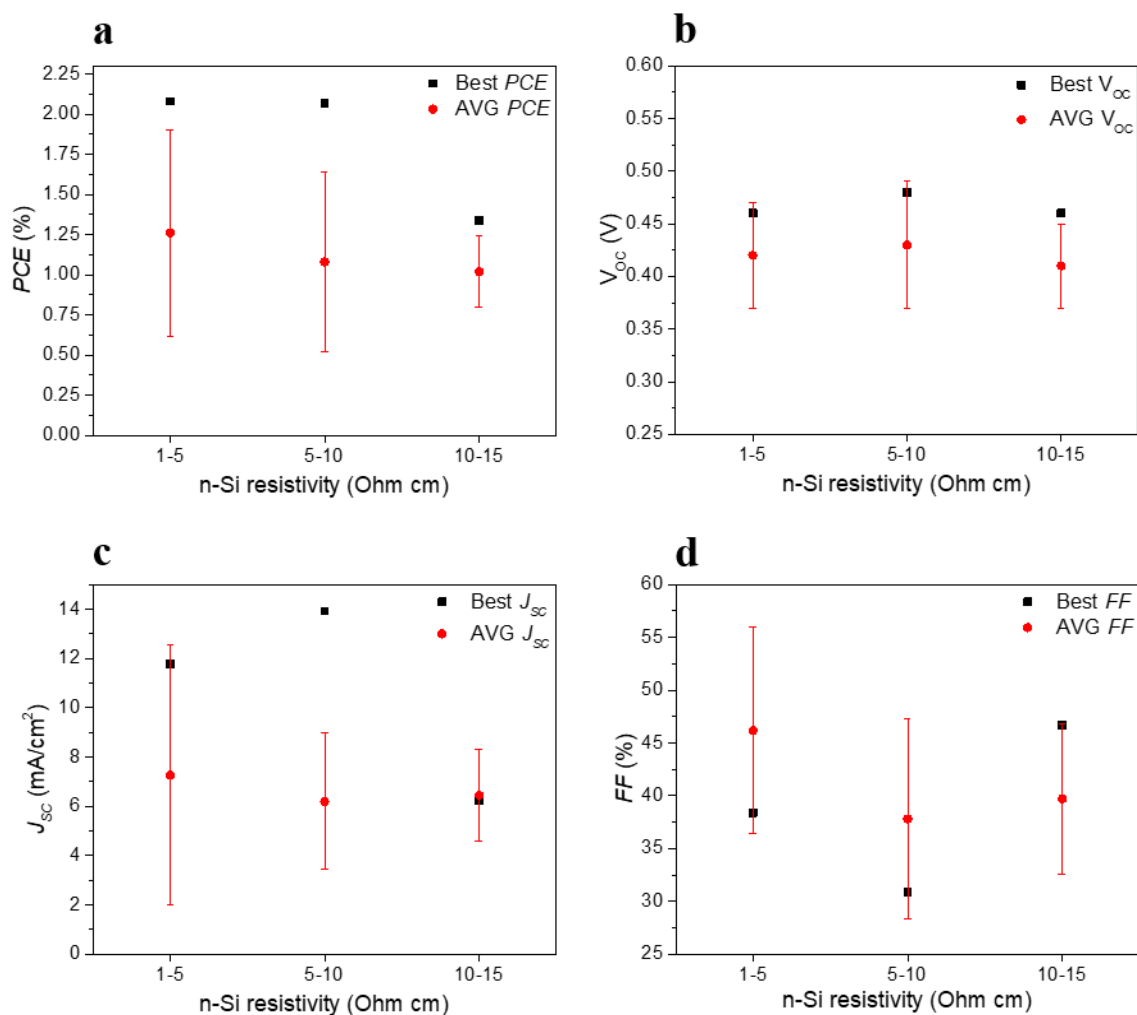 a
2.25
2.00
1.75
1.50
1.25
1.00
0.75
0.50
0.25
0.00
PCE (%)
Best PCE
AVG PCE
1-5 5-10 10-15
n-Si resistivity (Ohm cm)
b
0.60
0.55
0.50
0.45
0.40
0.35
0.30
0.25
VOC (V)
Best VOC
AVG VOC
1-5 5-10 10-15
n-Si resistivity (Ohm cm)
c
14
12
10
8
6
4
2
0
JSC (mA/cm²)
Best JSC
AVG JSC
1-5 5-10 10-15
n-Si resistivity (Ohm cm)
d
60
55
50
45
40
35
30
25
FF (%)
Best FF
AVG FF
1-5 5-10 10-15
n-Si resistivity (Ohm cm)